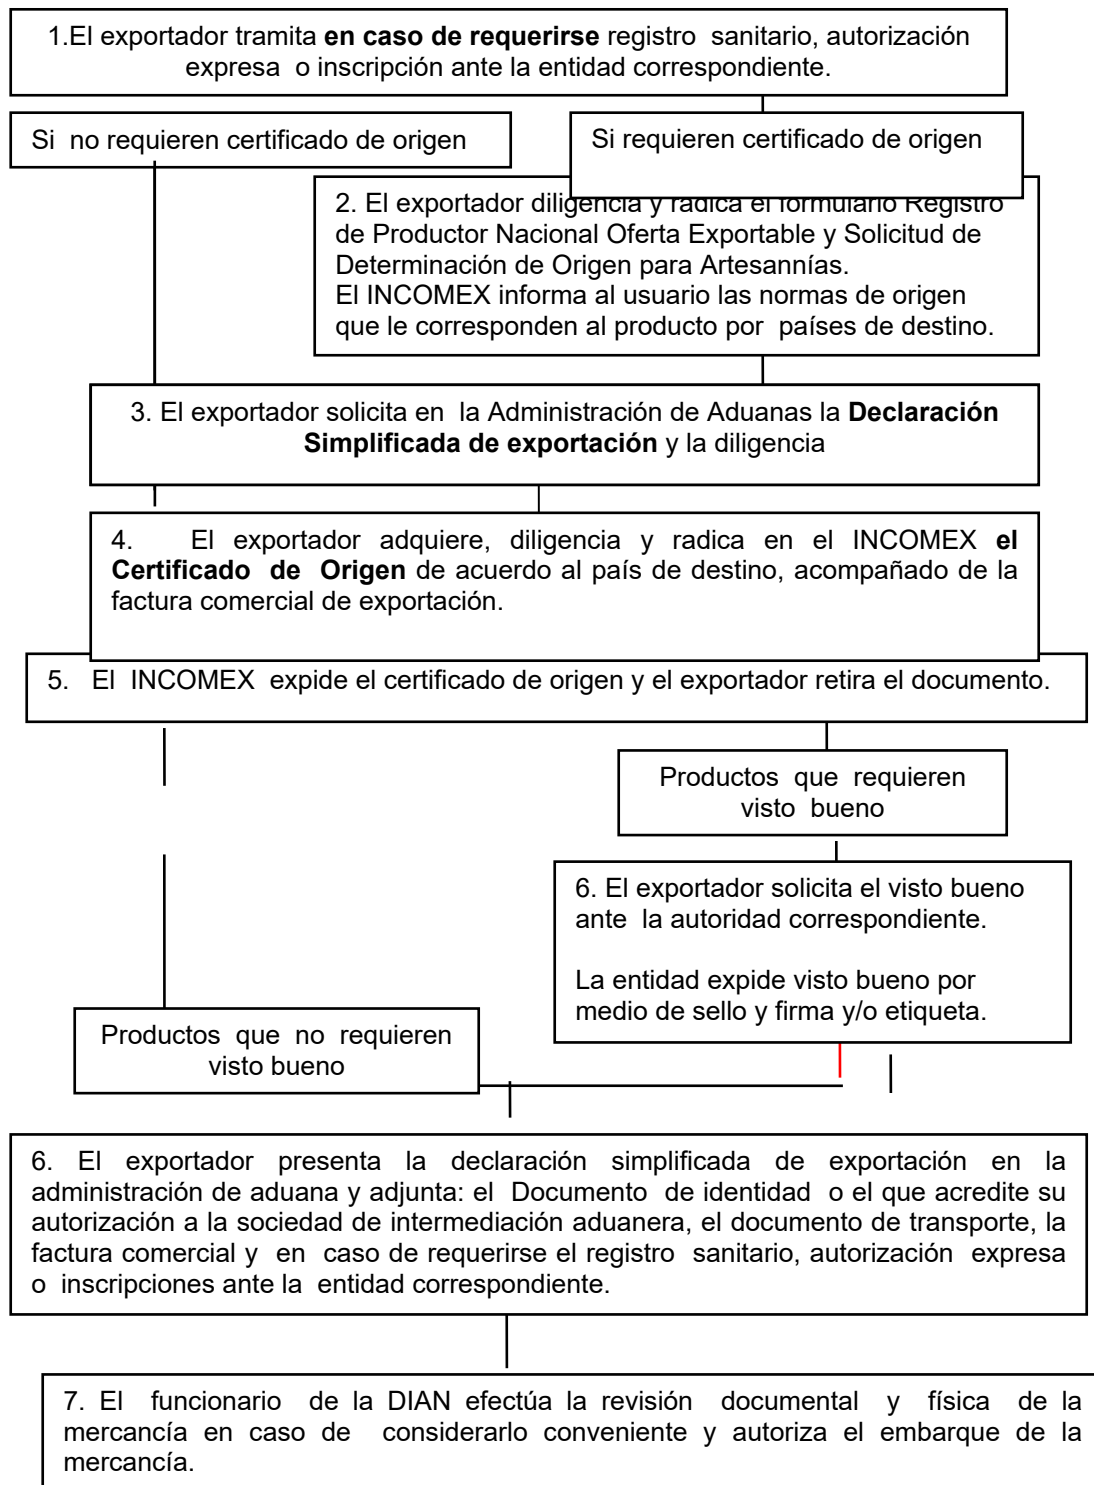 1.El exportador tramita en caso de requerirse registro sanitario, autorización
expresa o inscripción ante la entidad correspondiente.
Si no requieren certificado de origen
Si requieren certificado de origen
2. El exportador diligencia y radica el formulario Registro
de Productor Nacional Oferta Exportable y Solicitud de
Determinación de Origen para Artesannías.
El INCOMEX informa al usuario las normas de origen
que le corresponden al producto por países de destino.
3. El exportador solicita en la Administración de Aduanas la Declaración
Simplificada de exportación y la diligencia
4. El exportador adquiere, diligencia y radica en el INCOMEX el
Certificado de Origen de acuerdo al país de destino, acompañado de la
factura comercial de exportación.
5. El INCOMEX expide el certificado de origen y el exportador retira el documento.
Productos que requieren
visto bueno
6. El exportador solicita el visto bueno
ante la autoridad correspondiente.
La entidad expide visto bueno por
medio de sello y firma y/o etiqueta.
Productos que no requieren
visto bueno
6. El exportador presenta la declaración simplificada de exportación en la
administración de aduana y adjunta: el Documento de identidad o el que acredite su
autorización a la sociedad de intermediación aduanera, el documento de transporte, la
factura comercial y en caso de requerirse el registro sanitario, autorización expresa
o inscripciones ante la entidad correspondiente.
7. El funcionario de la DIAN efectúa la revisión documental y física de la
mercancía en caso de considerarlo conveniente y autoriza el embarque de la
mercancía.